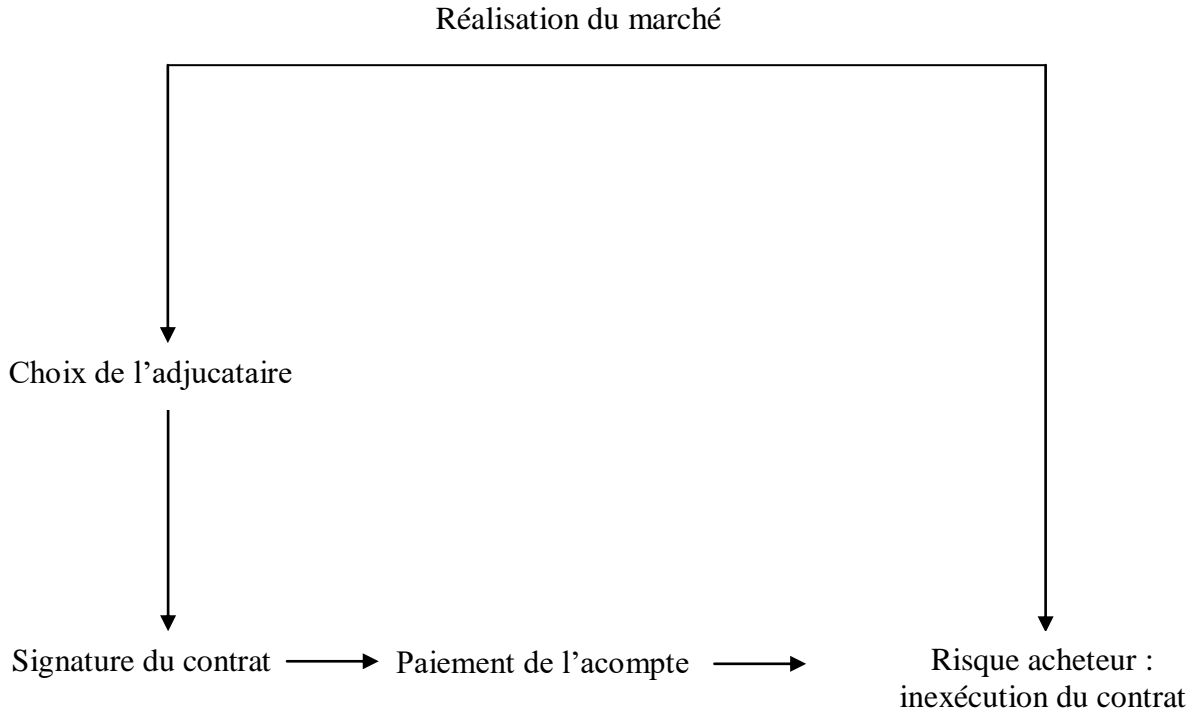 Réalisation du marché
Choix de l’adjucataire
Signature du contrat
Paiement de l’acompte
Risque acheteur :
inexécution du contrat